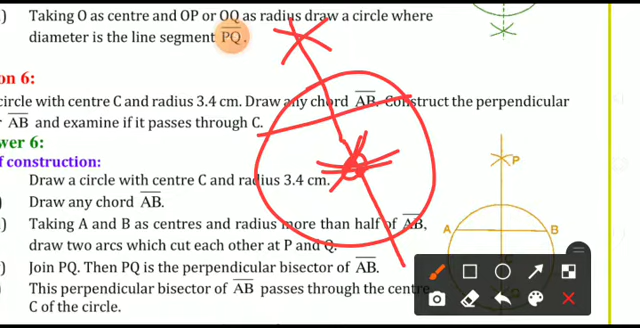 ) Taking O as centre and OP or OQ as radius draw a circle where
diameter is the line segment PQ.
on 6:
circle with centre C and radius 3.4 cm. Draw any chord AB. Construct the perpendicular
AB and examine if it passes through C.
wer 6:
f construction:
Draw a circle with centre C and radius 3.4 cm.
) Draw any chord AB.
) Taking A and B as centres and radius more than half of AB,
draw two arcs which cut each other at P and Q.
) Join PQ. Then PQ is the perpendicular bisector of AB.
This perpendicular bisector of AB passes through the centre
C of the circle.
P
A B
C
Q